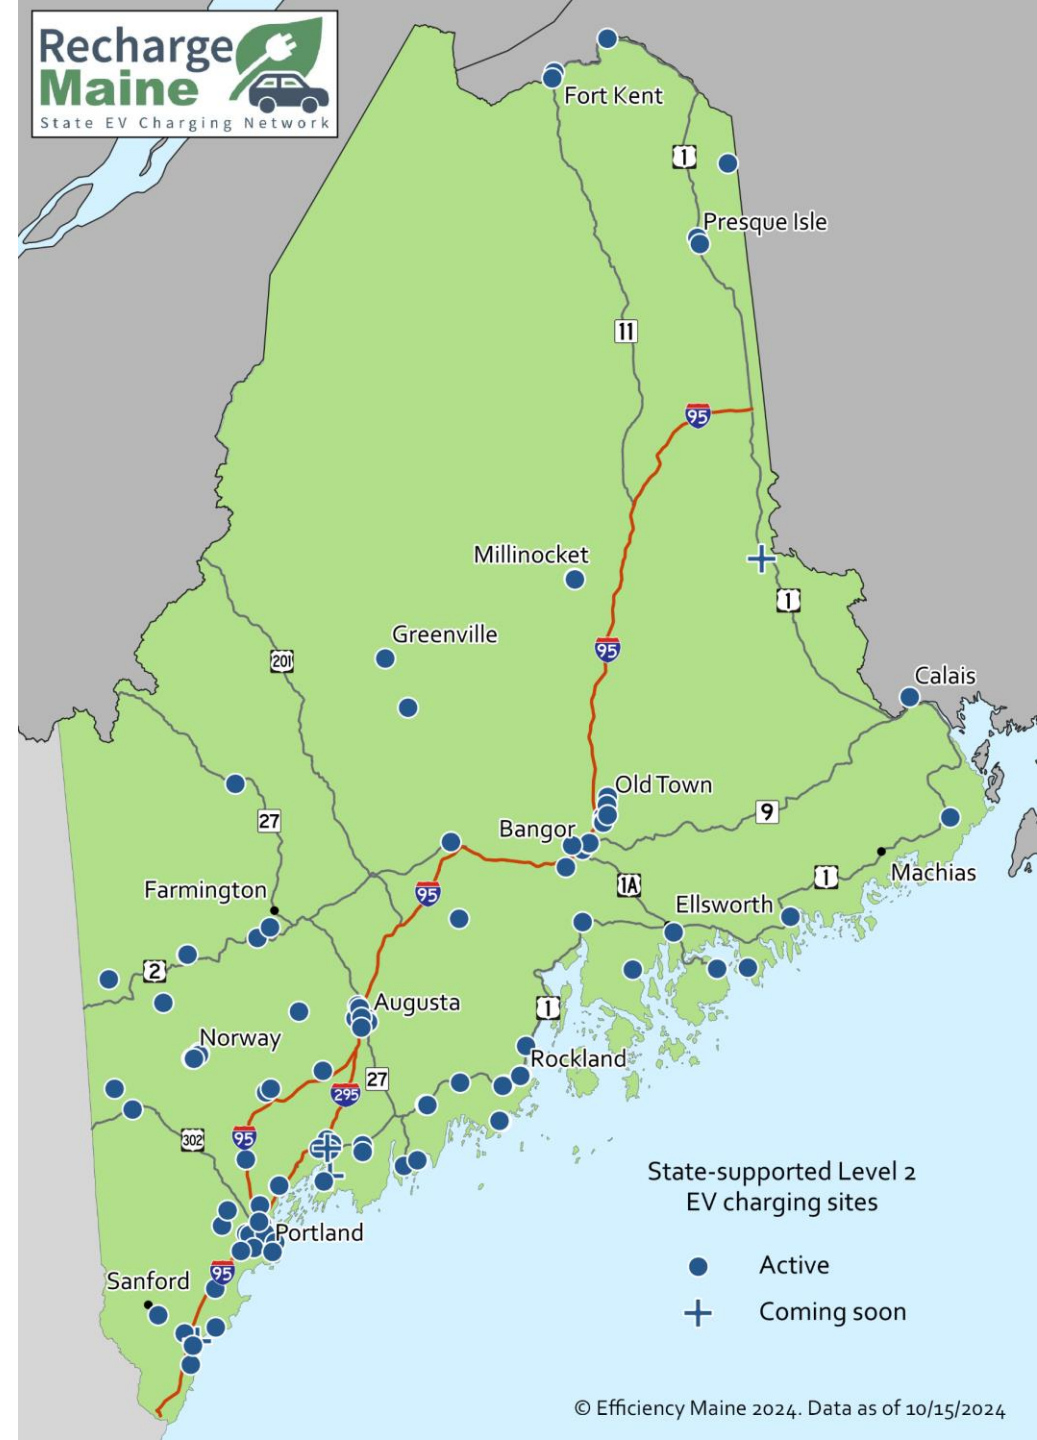 Recharge
Maine
State EV Charging Network
Fort Kent
1
Presque Isle
11
95
Millinocket
1
Greenville
95
201
Calais
Old Town
27
9
Bangor
Machias
1
Farmington
95
1A
Ellsworth
2
Augusta
1
Norway
Rockland
27
295
302
95
State-supported Level 2
EV charging sites
Portland
Active
95
Sanford
Coming soon
© Efficiency Maine 2024. Data as of 10/15/2024